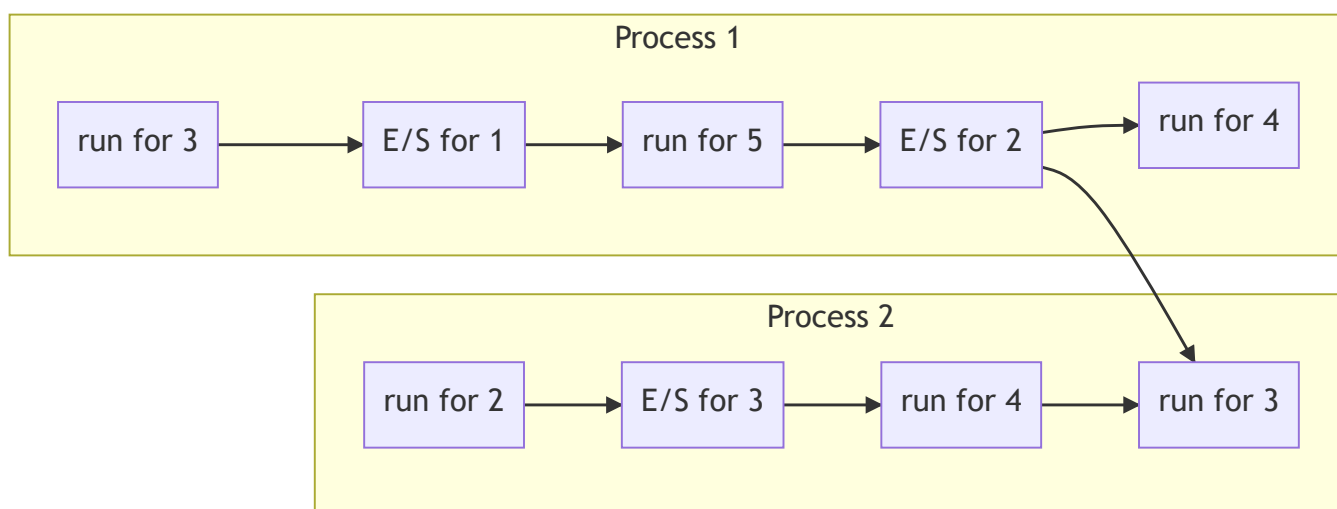 Process 1
run for 3
E/S for 1
run for 5
E/S for 2
run for 4
Process 2
run for 2
E/S for 3
run for 4
run for 3